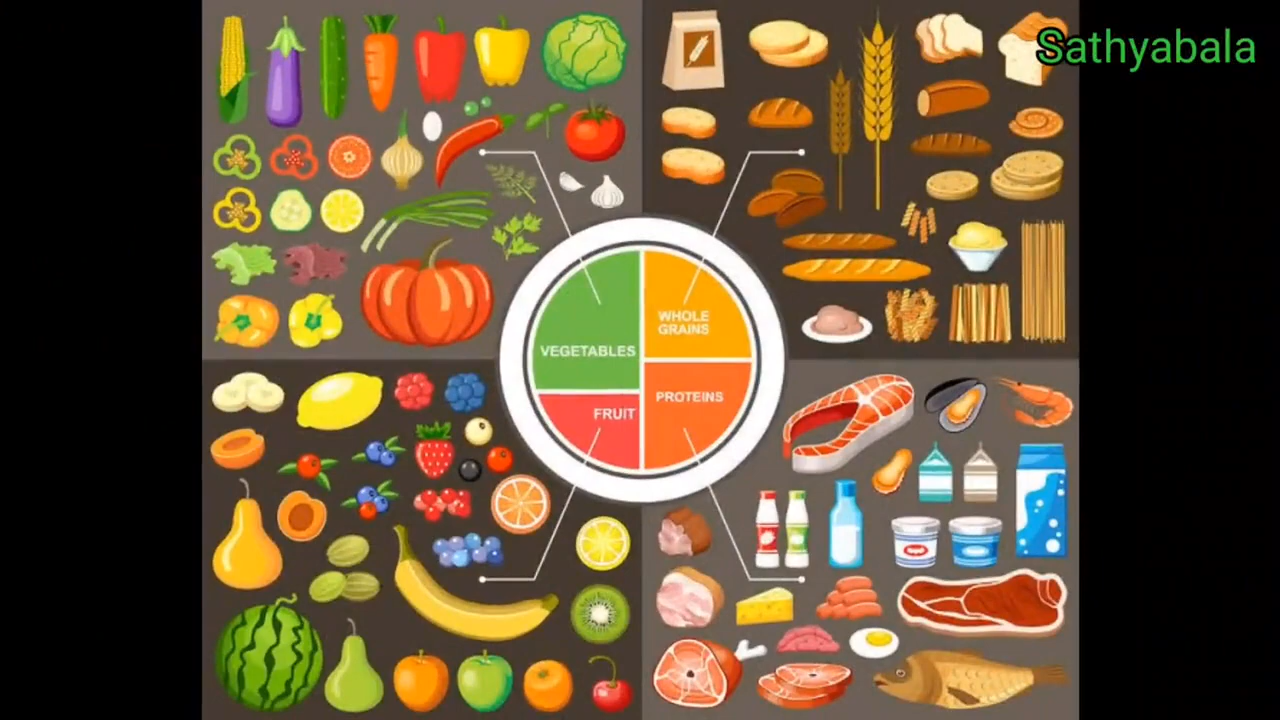 Sathyabala
WHOLE
GRAINS
VEGETABLES
PROTEINS
FRUIT